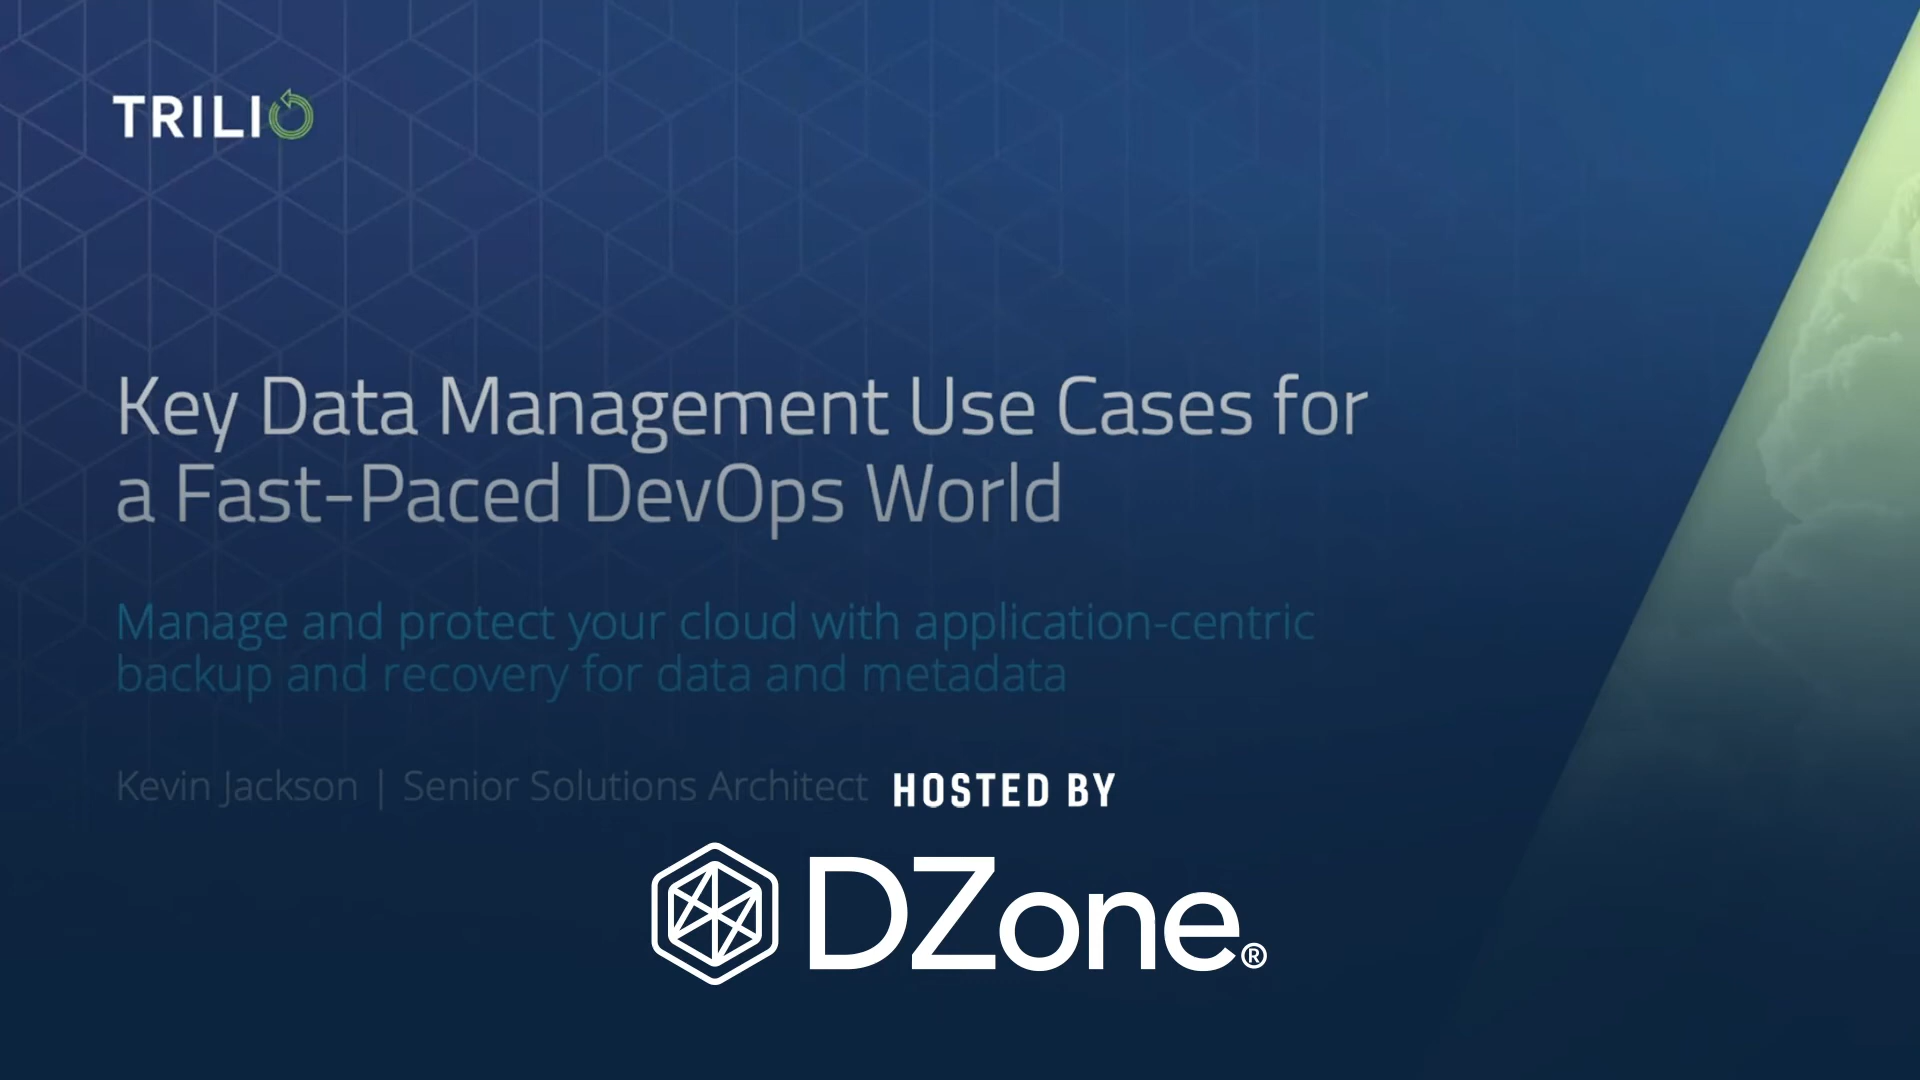 TRILIO
Key Data Management Use Cases for
a Fast-Paced DevOps World
Manage and protect your cloud with application-centric
backup and recovery for data and metadata
Kevin Jackson | Senior Solutions Architect
HOSTED BY
DZone®